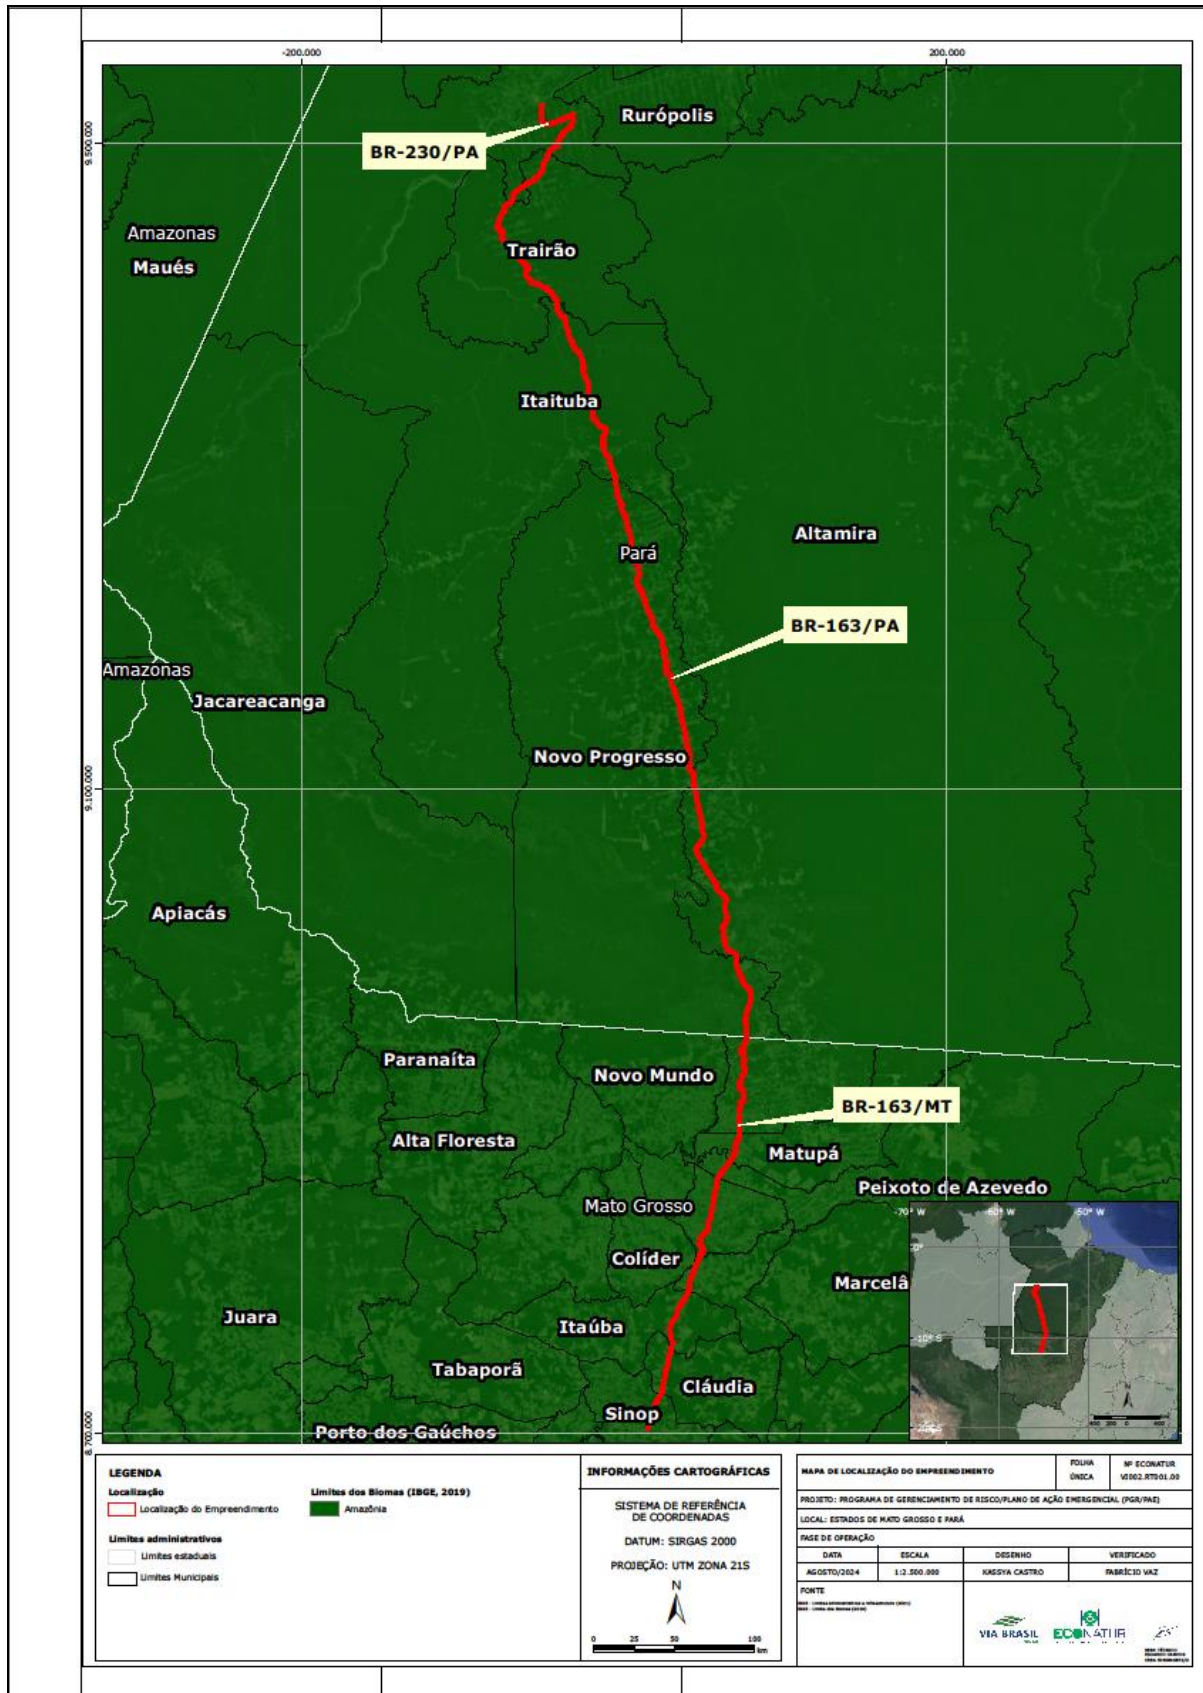 -200.000
200.000
9.500.000
9.100.000
8.700.000
Rurópolis
BR-230/PA
Amazonas
Maués
Trairão
Itaituba
Altamira
Pará
BR-163/PA
Amazonas
Jacareacanga
Novo Progresso
Apiacás
Paranaíta
Novo Mundo
BR-163/MT
Alta Floresta
Matupá
Peixoto de Azevedo
Mato Grosso
Colíder
Marcelâ
Juara
Itaúba
Tabaporã
Cláudia
Sinop
Porto dos Gaúchos
-70° W
-60° W
-50° W
0°
-10° S
N
LEGENDA
Localização
Localização do Empreendimento
Limites administrativos
Limites estaduais
Limites Municipais
Limites dos Biomas (IBGE, 2019)
Amazônia
INFORMAÇÕES CARTOGRÁFICAS
SISTEMA DE REFERÊNCIA
DE COORDENADAS
DATUM: SIRGAS 2000
PROJEÇÃO: UTM ZONA 21S
N
0 25 50 100
km
MAPA DE LOCALIZAÇÃO DO EMPREENDIMENTO
FOLHA
ÚNICA
Nº ECONATUR
VI002.RT001.00
PROJETO: PROGRAMA DE GERENCIAMENTO DE RISCO/PLANO DE AÇÃO EMERGENCIAL (PGR/PAE)
LOCAL: ESTADOS DE MATO GROSSO E PARÁ
FASE DE OPERAÇÃO
DATA ESCALA DESENHO VERIFICADO
AGOSTO/2024 1:2.500.000 KASSYA CASTRO FABRÍCIO VAZ
FONTE
VIA BRASIL
ECONATUR